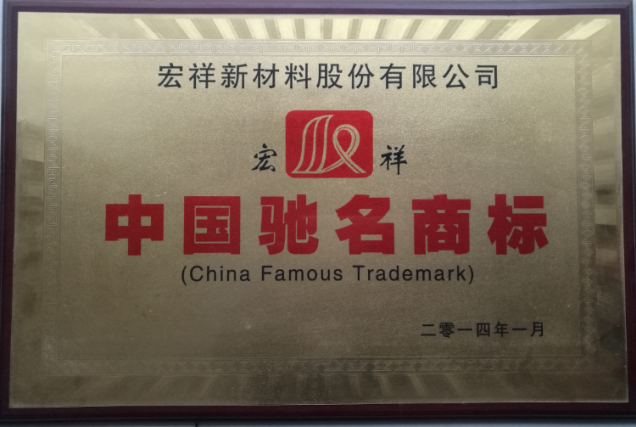 宏祥新材料股份有限公司
宏 祥
中国驰名商标
(China Famous Trademark)
二零一四年一月